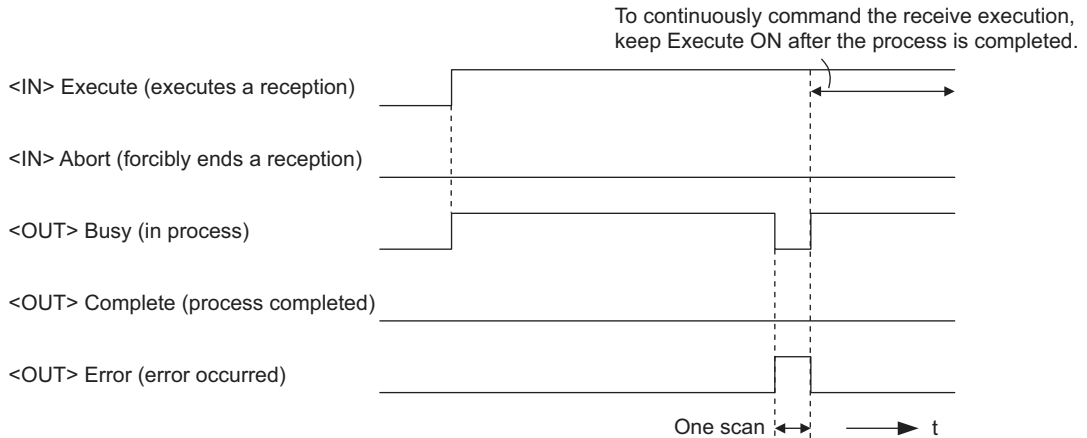 To continuously command the receive execution,
keep Execute ON after the process is completed.
<IN> Execute (executes a reception)
<IN> Abort (forcibly ends a reception)
<OUT> Busy (in process)
<OUT> Complete (process completed)
<OUT> Error (error occurred)
One scan
t